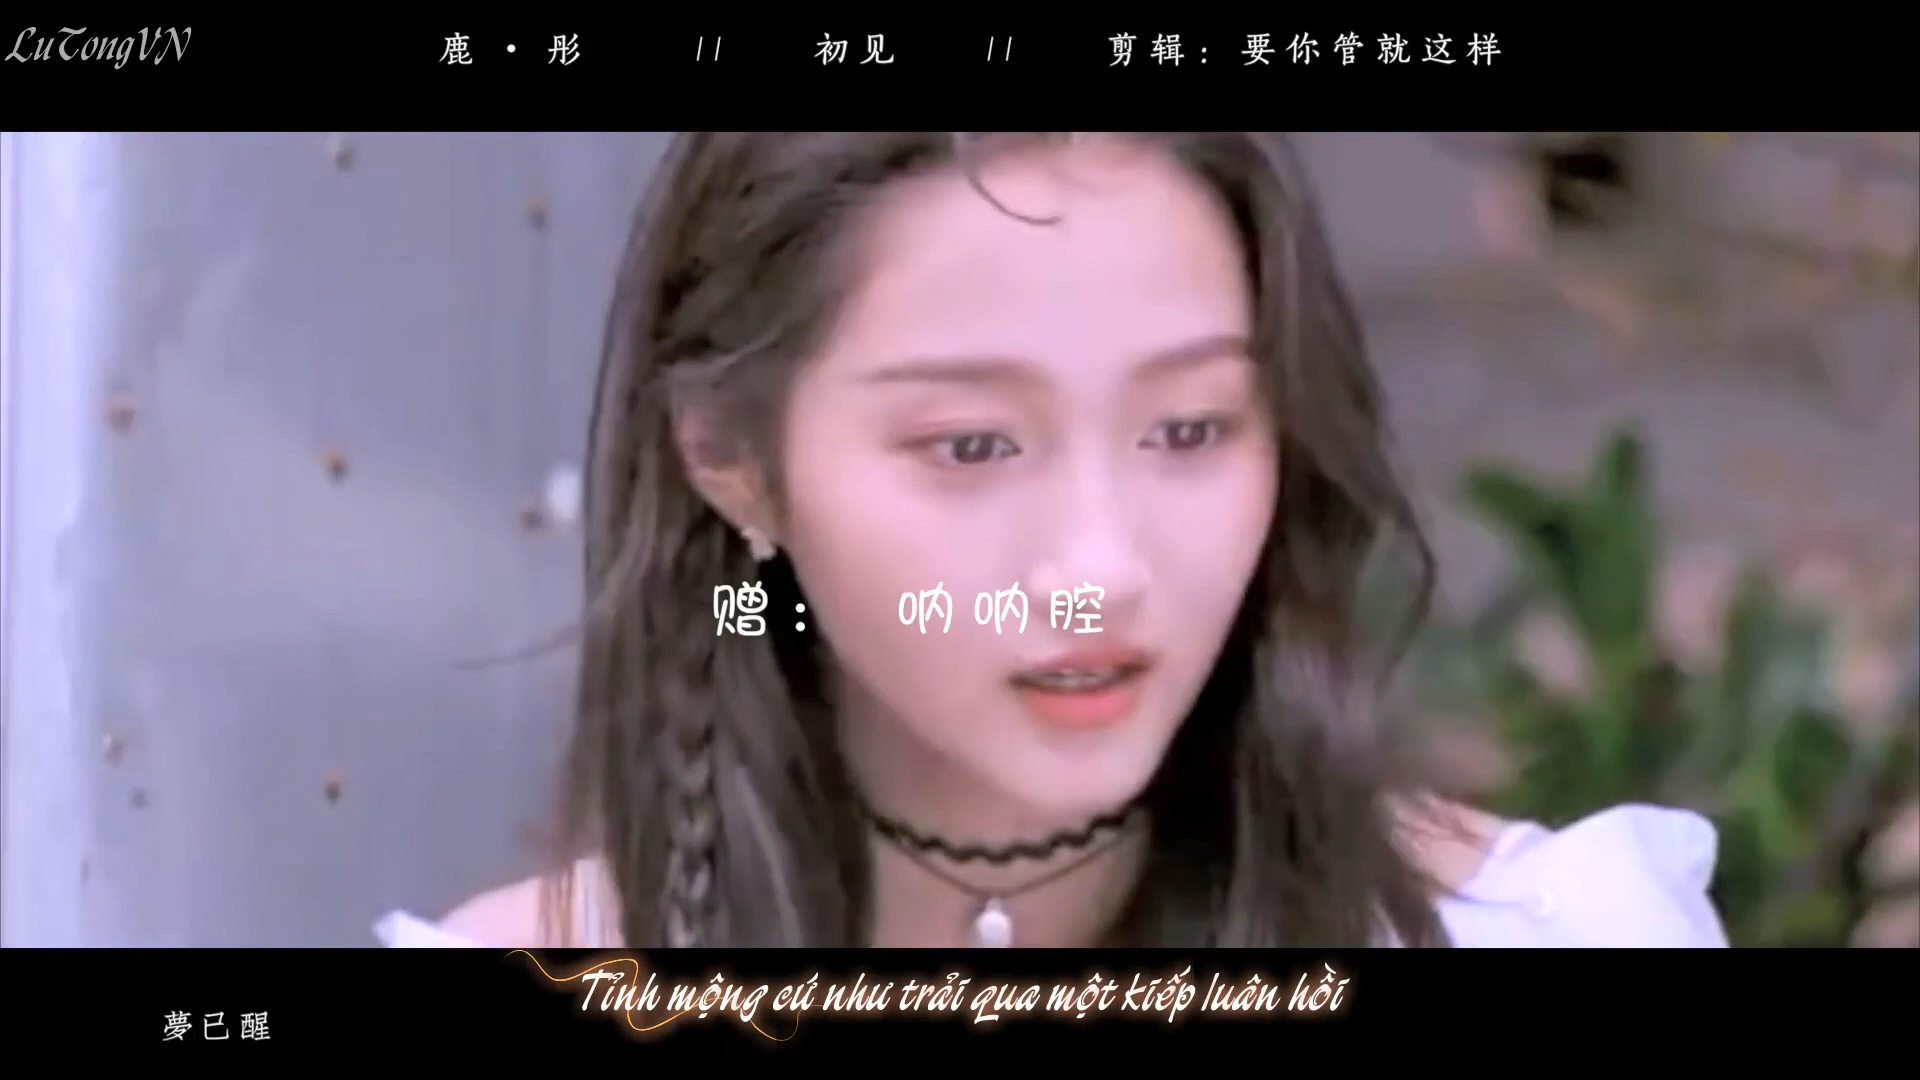 LuTongVN
鹿·彤 // 初见 // 剪辑：要你管就这样
赠： 呐呐腔
Tỉnh mộng cứ như trải qua một kiếp luân hồi
夢已醒